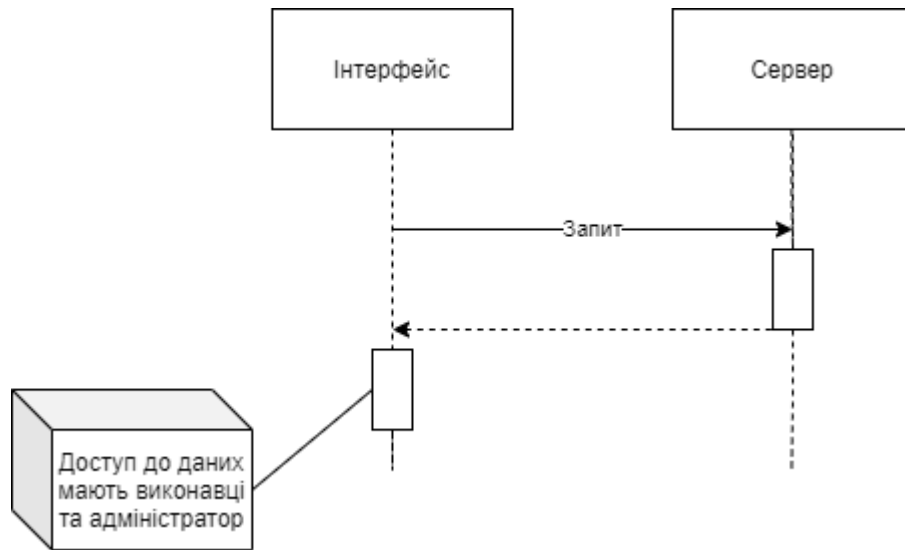 Інтерфейс
Сервер
Запит
Доступ до даних
мають виконавці
та адміністратор